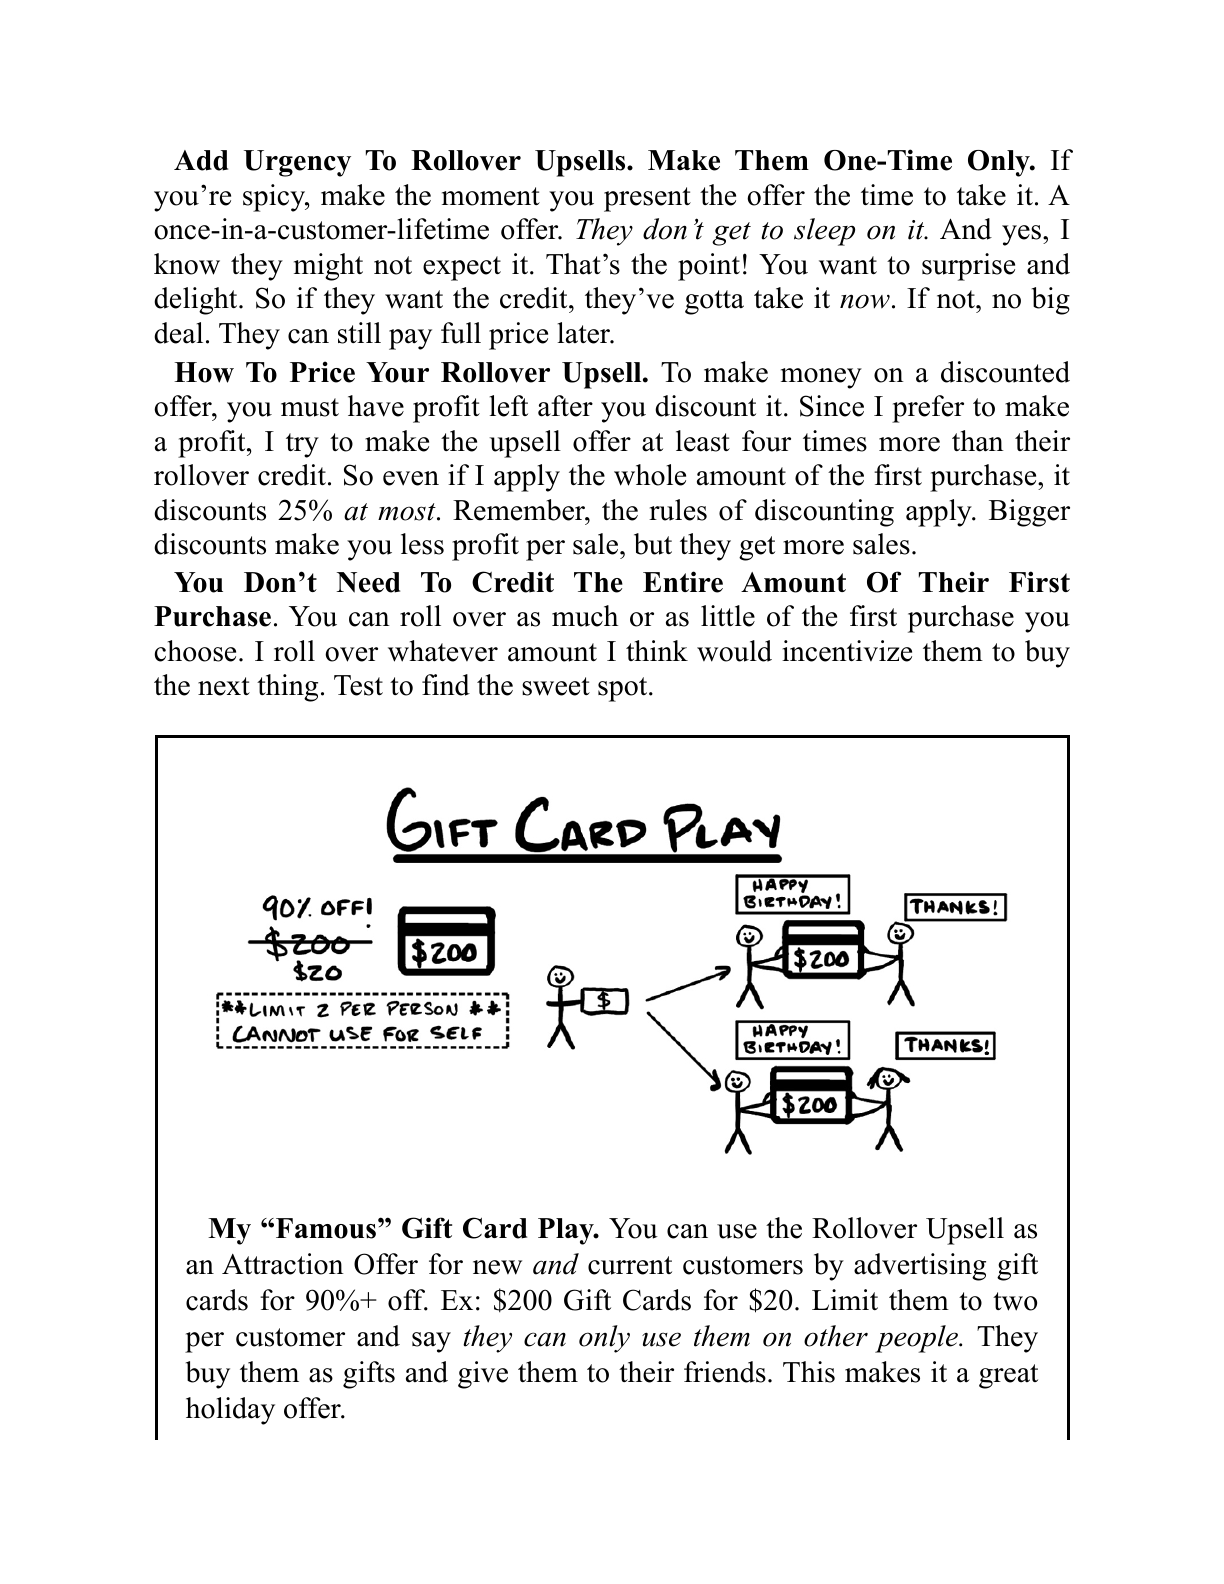 Add Urgency To Rollover Upsells. Make Them One-Time Only. If
you’re spicy, make the moment you present the offer the time to take it. A
once-in-a-customer-lifetime offer. They don’t get to sleep on it. And yes, I
know they might not expect it. That’s the point! You want to surprise and
delight. So if they want the credit, they’ve gotta take it now. If not, no big
deal. They can still pay full price later.
How To Price Your Rollover Upsell. To make money on a discounted
offer, you must have profit left after you discount it. Since I prefer to make
a profit, I try to make the upsell offer at least four times more than their
rollover credit. So even if I apply the whole amount of the first purchase, it
discounts 25% at most. Remember, the rules of discounting apply. Bigger
discounts make you less profit per sale, but they get more sales.
You Don’t Need To Credit The Entire Amount Of Their First
Purchase. You can roll over as much or as little of the first purchase you
choose. I roll over whatever amount I think would incentivize them to buy
the next thing. Test to find the sweet spot.
GIFT CARD PLAY
90% OFF!
$200
$20
$200
**LIMIT 2 PER PERSON **
CANNOT USE FOR SELF
$
HAPPY
BIRTHDAY!
THANKS!
$200
HAPPY
BIRTHDAY!
THANKS!
$200
My “Famous” Gift Card Play. You can use the Rollover Upsell as
an Attraction Offer for new and current customers by advertising gift
cards for 90%+ off. Ex: $200 Gift Cards for $20. Limit them to two
per customer and say they can only use them on other people. They
buy them as gifts and give them to their friends. This makes it a great
holiday offer.